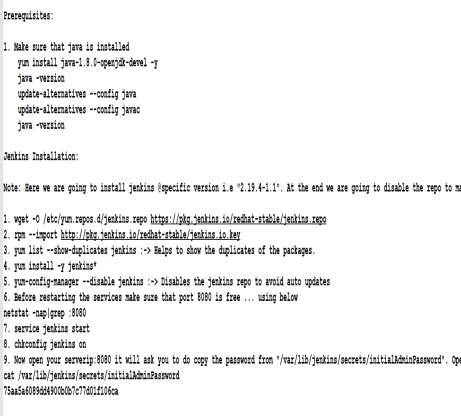 Prerequisites:
1. Make sure that java is installed
yum install java-1.8.0-openjdk-devel -y
java -version
update-alternatives --config java
update-alternatives --config javac
java -version
Jenkins Installation:
Note: Here we are going to install jenkins @specific version i.e "2.19.4-1.1". At the end we are going to disable the repo to ma
1. wget -O /etc/yum.repos.d/jenkins.repo https://pkg.jenkins.io/redhat-stable/jenkins.repo
2. rpm --import http://pkg.jenkins.io/redhat-stable/jenkins.io.key
3. yum list --show-duplicates jenkins :-> Helps to show the duplicates of the packages.
4. yum install -y jenkins*
5. yum-config-manager --disable jenkins :-> Disables the jenkins repo to avoid auto updates
6. Before restarting the services make sure that port 8080 is free ... using below
netstat -nap|grep :8080
7. service jenkins start
8. chkconfig jenkins on
9. Now open your serverip:8080 it will ask you to do copy the password from "/var/lib/jenkins/secrets/initialAdminPassword". Ope
cat /var/lib/jenkins/secrets/initialAdminPassword
75aa5a6089dd4900b0b7c77d01f106ca